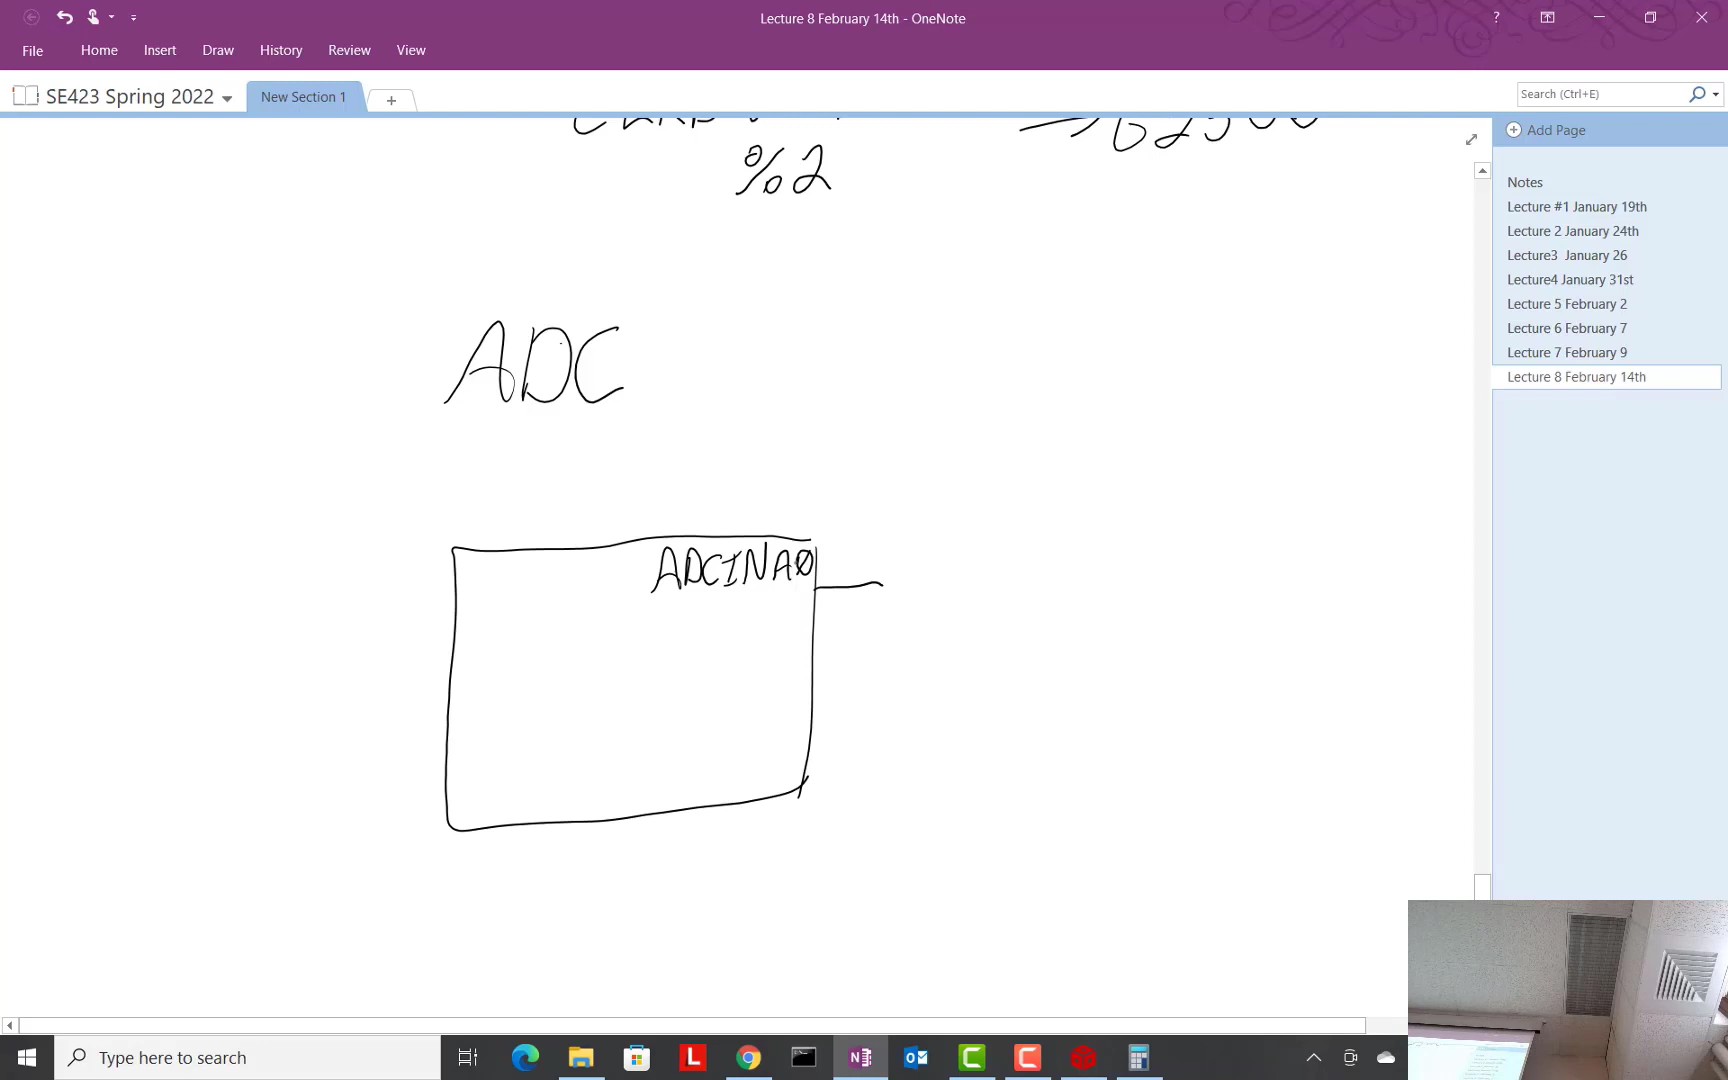 Lecture 8 February 14th - OneNote
?
File Home Insert Draw History Review View
SE423 Spring 2022 New Section 1 +
Search (Ctrl+E)
Add Page
Notes
Lecture #1 January 19th
Lecture 2 January 24th
Lecture3 January 26
Lecture4 January 31st
Lecture 5 February 2
Lecture 6 February 7
Lecture 7 February 9
Lecture 8 February 14th
%2
ADC
ADCINA0
Type here to search